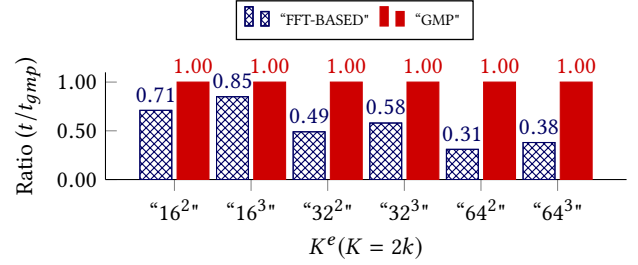 "FFT-BASED" "GMP"
1.00 1.00 1.00 1.00 1.00 1.00
0.71 0.85 0.49 0.58 0.31 0.38
Ratio (t/t_{gmp})
1.00
0.50
0.00
“16²" “16³" “32²" “32³" “64²" “64³"
K^e(K = 2k)